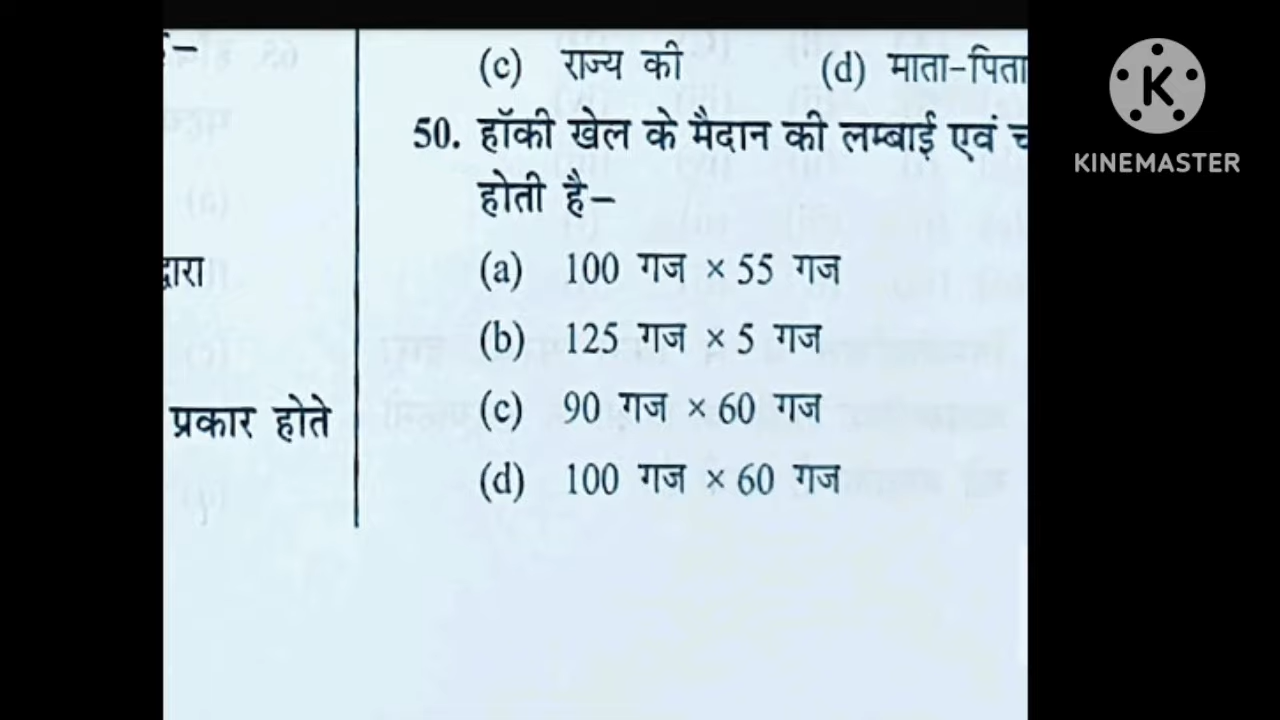 (c) राज्य की (d) माता-पिता
50. हॉकी खेल के मैदान की लम्बाई एवं
होती है-
(a) 100 गज × 55 गज
(b) 125 गज × 5 गज
(c) 90 गज × 60 गज
(d) 100 गज × 60 गज
द्वारा
प्रकार होते
KINEMASTER